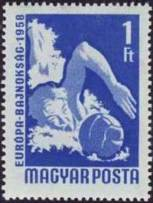 EURÓPA-BAJNOKSÁG·1958
1
Ft
MAGYAR POSTA